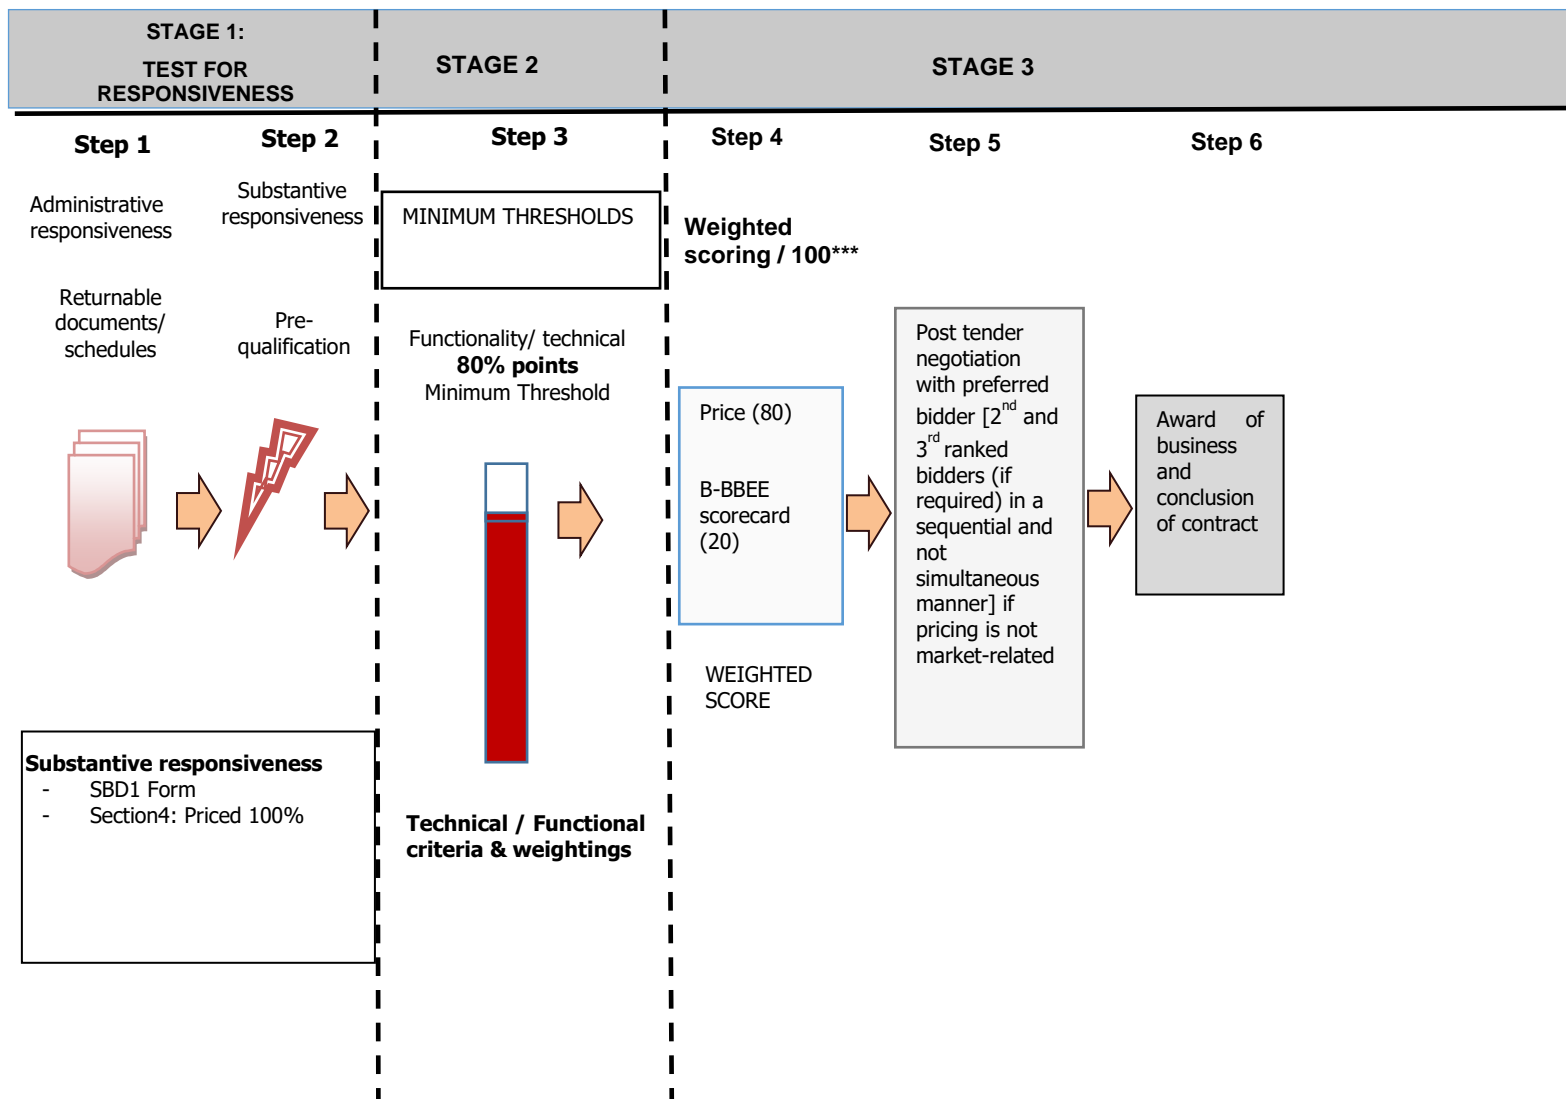 STAGE 1:
TEST FOR
RESPONSIVENESS
STAGE 2
STAGE 3
Step 1
Step 2
Step 3
Step 4
Step 5
Step 6
Administrative
responsiveness
Substantive
responsiveness
MINIMUM THRESHOLDS
Weighted
scoring / 100***
Returnable
documents/
schedules
Pre-
qualification
Functionality/ technical
80% points
Minimum Threshold
Price (80)
B-BBEE
scorecard
(20)
WEIGHTED
SCORE
Post tender
negotiation
with preferred
bidder [2nd and
3rd ranked
bidders (if
required) in a
sequential and
not
simultaneous
manner] if
pricing is not
market-related
Award of
business
and
conclusion
of contract
Substantive responsiveness
- SBD1 Form
- Section4: Priced 100%
Technical / Functional
criteria & weightings